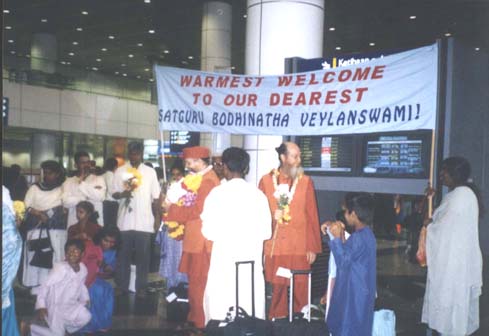 WARMEST WELCOME
TO OUR DEAREST
SATGURU BODHINATHA VEYLANSWAMI!